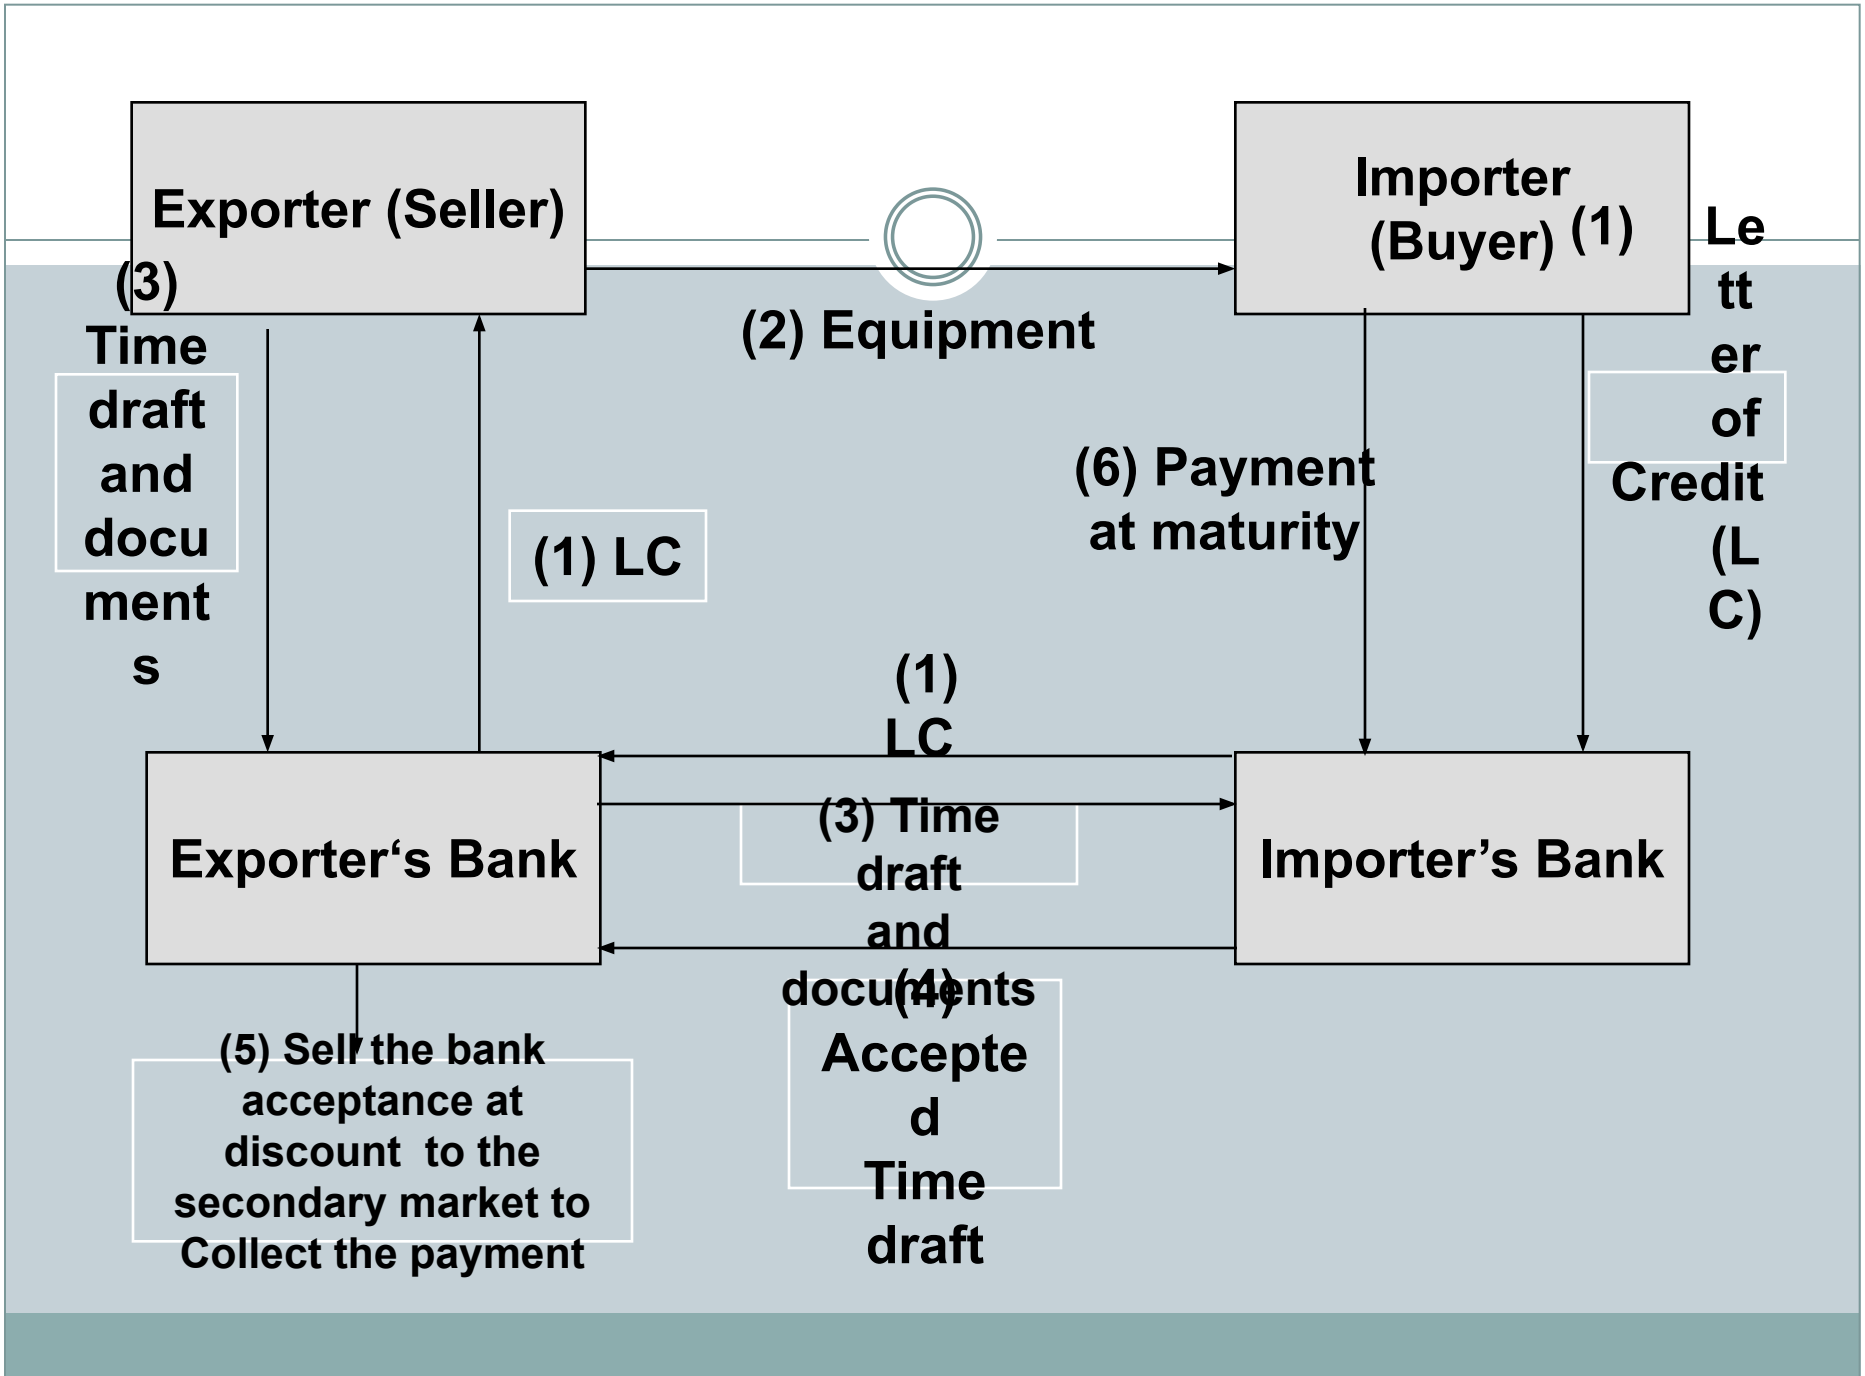 Exporter (Seller)
Importer
(Buyer)
(1)
Le
tt
er
of
Credit
(L
C)
(3)
Time
draft
and
docu
ment
s
(2) Equipment
(1) LC
(6) Payment
at maturity
(1)
LC
Exporter‘s Bank
(3) Time
draft
and
documents
Importer’s Bank
(4)
Accepte
d
Time
draft
(5) Sell the bank
acceptance at
discount  to the
secondary market to
Collect the payment